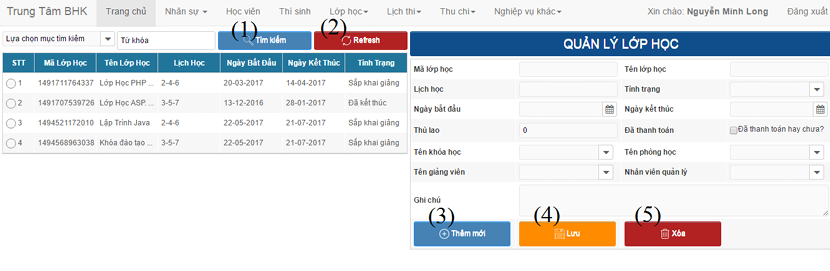 Trung Tâm BHK Trang chủ Nhân sự Học viên Thí sinh Lớp học Lịch thi Thu chi Nghiệp vụ khác Xin chào: Nguyễn Minh Long Đăng xuất
(1) (2)
Lựa chọn mục tìm kiếm Từ khóa Tìm kiếm Refresh
STT Mã Lớp Học Tên Lớp Học Lịch Học Ngày Bắt Đầu Ngày Kết Thúc Tình Trạng
1 1491711764337 Lớp Học PHP ... 2-4-6 20-03-2017 14-04-2017 Sắp khai giảng
2 1491707539726 Lớp Học ASP. ... 3-5-7 13-12-2016 28-01-2017 Đã kết thúc
3 1494521172010 Lập Trình Java 2-4-6 22-05-2017 21-07-2017 Sắp khai giảng
4 1494568963038 Khóa đào tạo ... 3-5-7 22-05-2017 21-07-2017 Sắp khai giảng
QUẢN LÝ LỚP HỌC
Mã lớp học Tên lớp học
Lịch học Tình trạng
Ngày bắt đầu Ngày kết thúc
Thù lao 0 Đã thanh toán Đã thanh toán hay chưa?
Tên khóa học Tên phòng học
Tên giảng viên Nhân viên quản lý
Ghi chú
(3) (4) (5)
Thêm mới Lưu Xóa